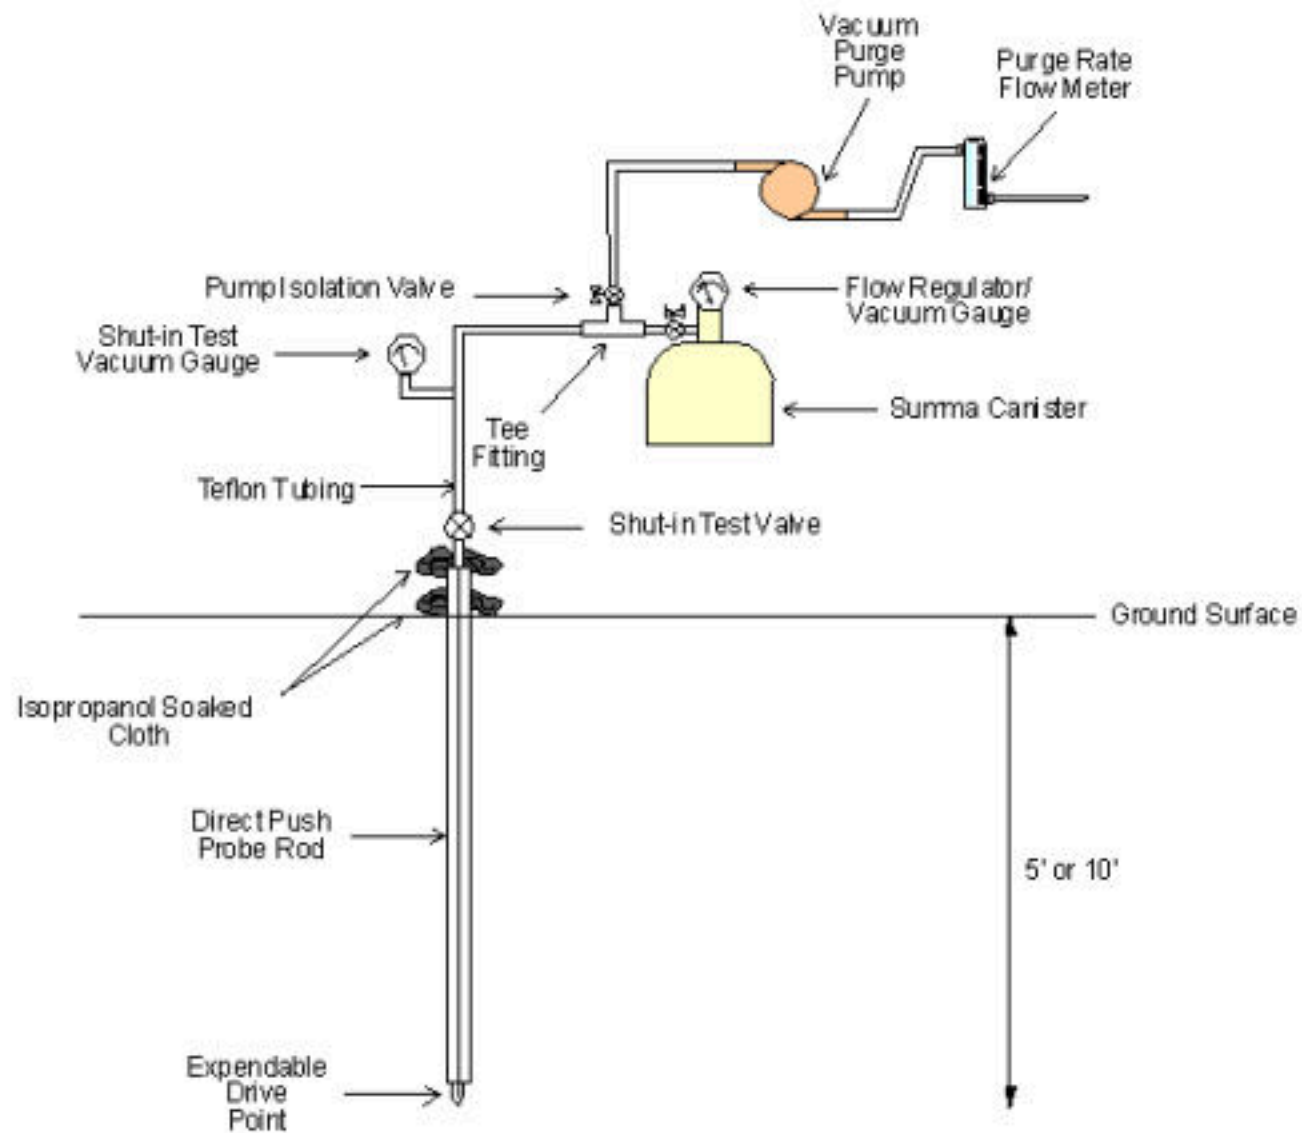 Vacuum
Purge
Pump
Purge Rate
Flow Meter
Pump Isolation Valve
Flow Regulator/
Vacuum Gauge
Shut-in Test
Vacuum Gauge
Summa Canister
Tee
Fitting
Teflon Tubing
Shut-in Test Valve
Ground Surface
Isopropanol Soaked
Cloth
Direct Push
Probe Rod
5' or 10'
Expendable
Drive
Point